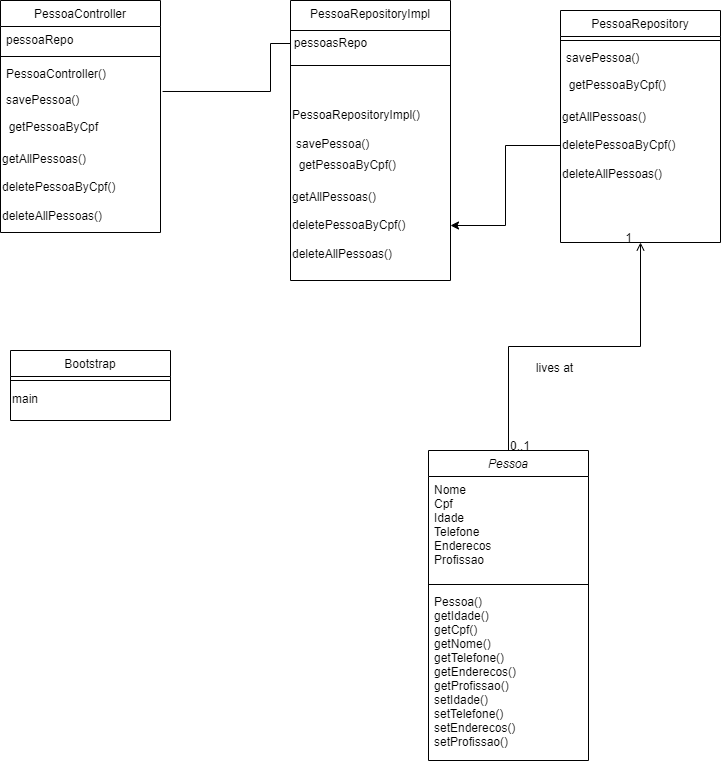 PessoaController
pessoaRepo
PessoaController()
savePessoa()
getPessoaByCpf
getAllPessoas()
deletePessoaByCpf()
deleteAllPessoas()
PessoaRepositoryImpl
pessoasRepo
PessoaRepositoryImpl()
savePessoa()
getPessoaByCpf()
getAllPessoas()
deletePessoaByCpf()
deleteAllPessoas()
PessoaRepository
savePessoa()
getPessoaByCpf()
getAllPessoas()
deletePessoaByCpf()
deleteAllPessoas()
1
lives at
0..1
Bootstrap
main
Pessoa
Nome
Cpf
Idade
Telefone
Enderecos
Profissao
Pessoa()
getIdade()
getCpf()
getNome()
getTelefone()
getEnderecos()
getProfissao()
setIdade()
setTelefone()
setEnderecos()
setProfissao()